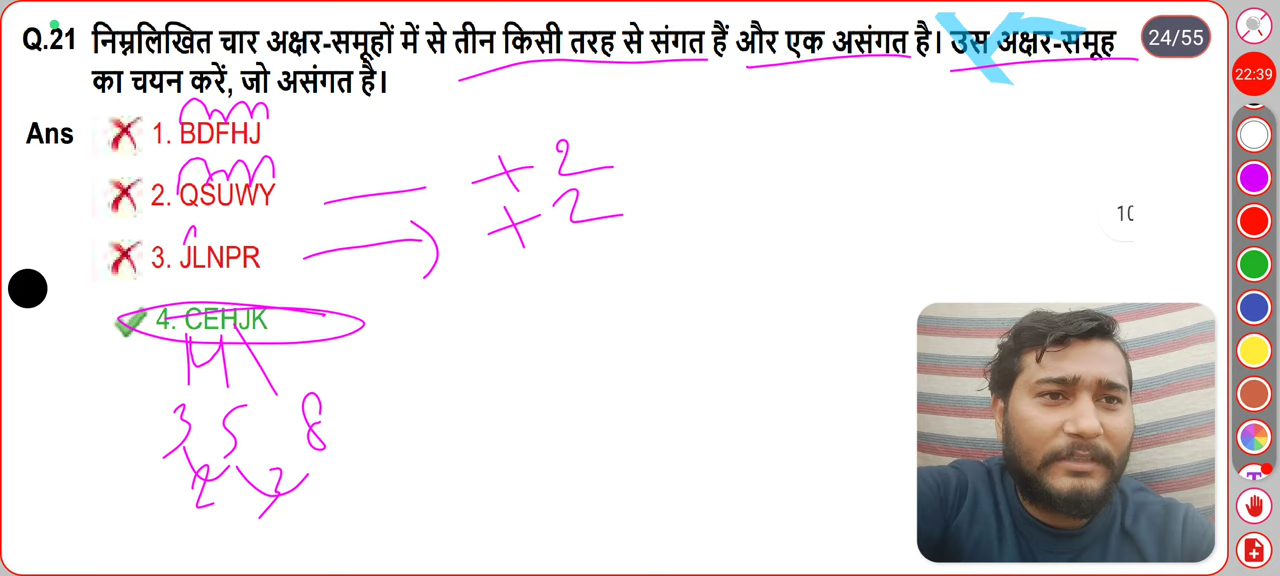 Q.21 निम्नलिखित चार अक्षर-समूहों में से तीन किसी तरह से संगत हैं और एक असंगत है। उस अक्षर-समूह
24/55
का चयन करें, जो असंगत है।
22:39
Ans 1. BDFHJ
2. QSUWY +2
3. JLNPR +2
10
4. CEHJK
3 5 8
2 3
T